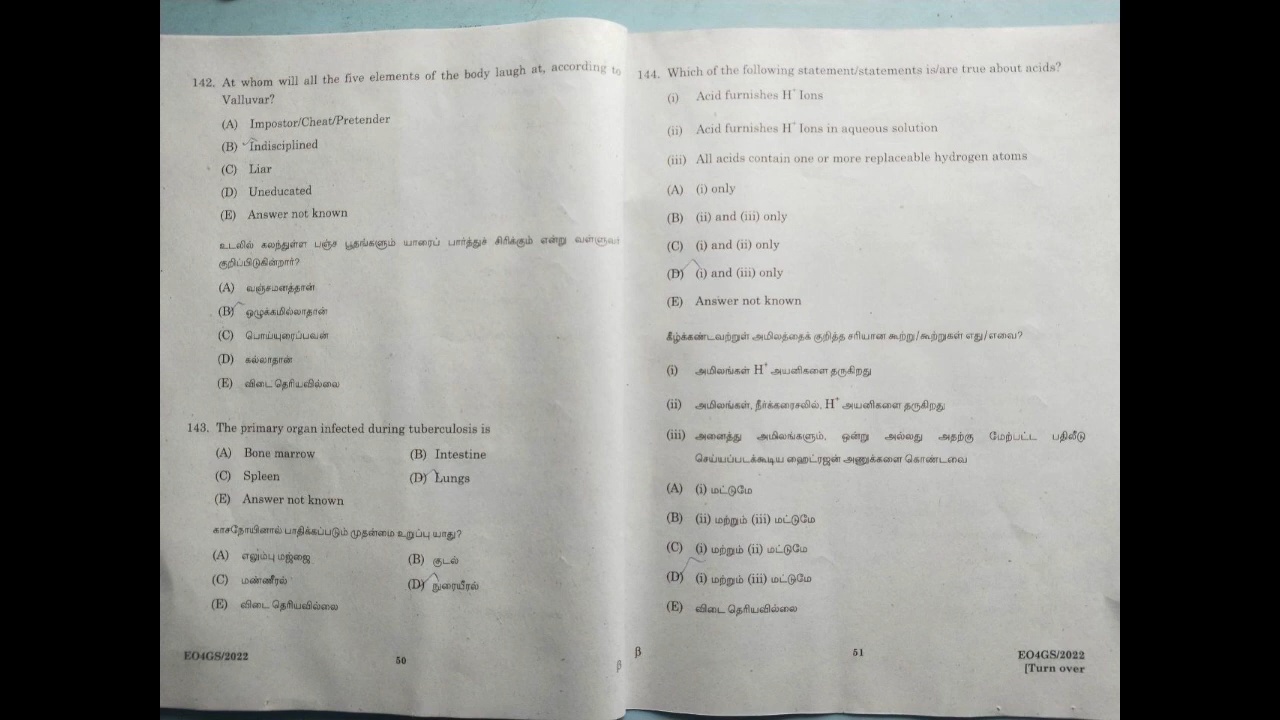 142. At whom will all the five elements of the body laugh at, according to
Valluvar?
(A) Impostor/Cheat/Pretender
(B) Indisciplined
(C) Liar
(D) Uneducated
(E) Answer not known
உடலில் கலந்துள்ள பஞ்ச பூதங்களும் யாரைப் பார்த்துச் சிரிக்கும் என்று வள்ளுவர்
குறிப்பிடுகின்றார்?
(A) வஞ்சமனத்தான்
(B) ஒழுக்கமில்லாதான்
(C) பொய்யுரைப்பவன்
(D) கல்லாதான்
(E) விடை தெரியவில்லை
143. The primary organ infected during tuberculosis is
(A) Bone marrow (B) Intestine
(C) Spleen (D) Lungs
(E) Answer not known
காசநோயினால் பாதிக்கப்படும் முதன்மை உறுப்பு யாது?
(A) எலும்பு மஜ்ஜை (B) குடல்
(C) மண்ணீரல் (D) நுரையீரல்
(E) விடை தெரியவில்லை
EO4GS/2022 50 β
144. Which of the following statement/statements is/are true about acids?
(i) Acid furnishes H⁺ Ions
(ii) Acid furnishes H⁺ Ions in aqueous solution
(iii) All acids contain one or more replaceable hydrogen atoms
(A) (i) only
(B) (ii) and (iii) only
(C) (i) and (ii) only
(D) (i) and (iii) only
(E) Answer not known
கீழ்க்கண்டவற்றுள் அமிலத்தைக் குறித்த சரியான கூற்று/கூற்றுகள் எது/எவை?
(i) அமிலங்கள் H⁺ அயனிகளை தருகிறது
(ii) அமிலங்கள், நீர்க்கரைசலில், H⁺ அயனிகளை தருகிறது
(iii) அனைத்து அமிலங்களும், ஒன்று அல்லது அதற்கு மேற்பட்ட பதிலீடு
செய்யப்படக்கூடிய ஹைட்ரஜன் அணுக்களை கொண்டவை
(A) (i) மட்டுமே
(B) (ii) மற்றும் (iii) மட்டுமே
(C) (i) மற்றும் (ii) மட்டுமே
(D) (i) மற்றும் (iii) மட்டுமே
(E) விடை தெரியவில்லை
β 51 EO4GS/2022
[Turn over